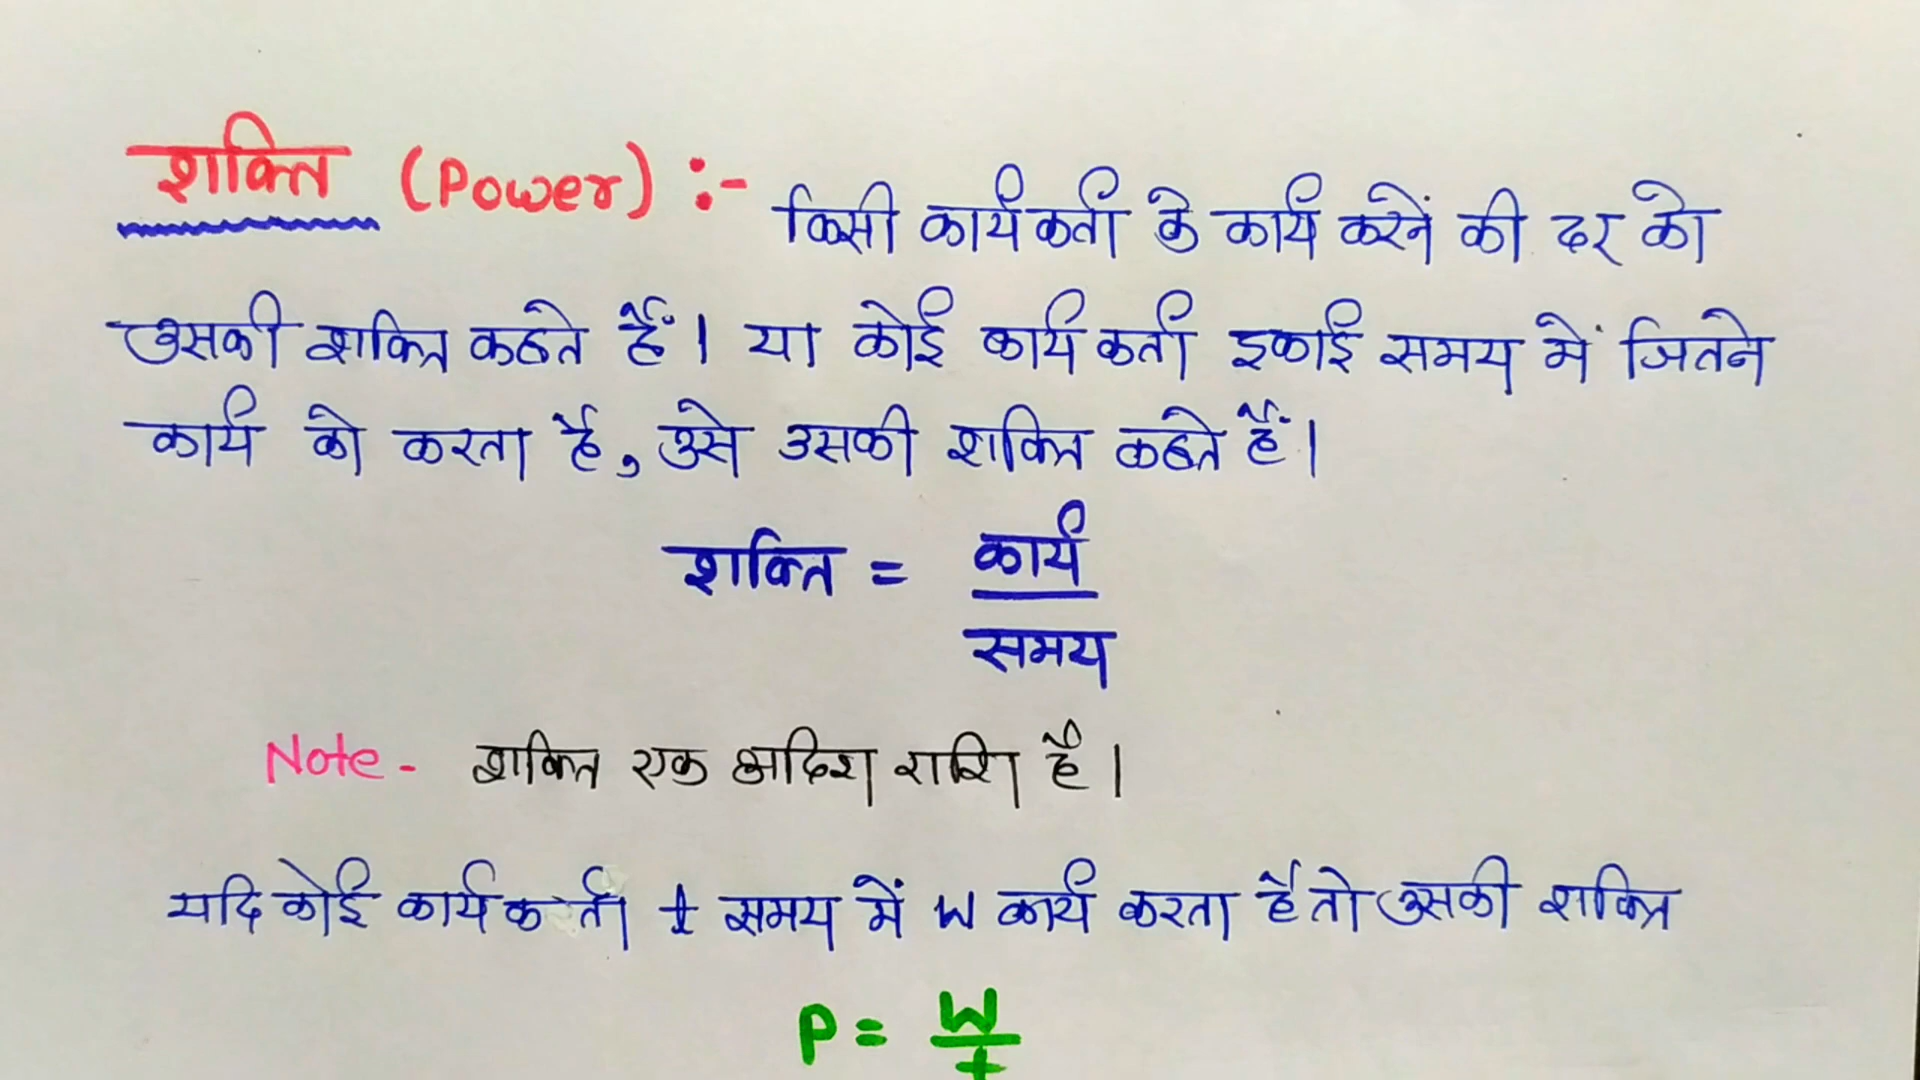 शक्ति (Power) :- किसी कार्यकर्ता के कार्य करनें की दर को
उसकी शक्ति कहते हैं। या कोई कार्यकर्ता इकाई समय में जितने
कार्य को करता है, उसे उसकी शक्ति कहते हैं।
शक्ति = कार्य
समय
Note - शक्ति एक अदिश राशि है।
यदि कोई कार्यकर्ता t समय में W कार्य करता है तो उसकी शक्ति
P = W
t